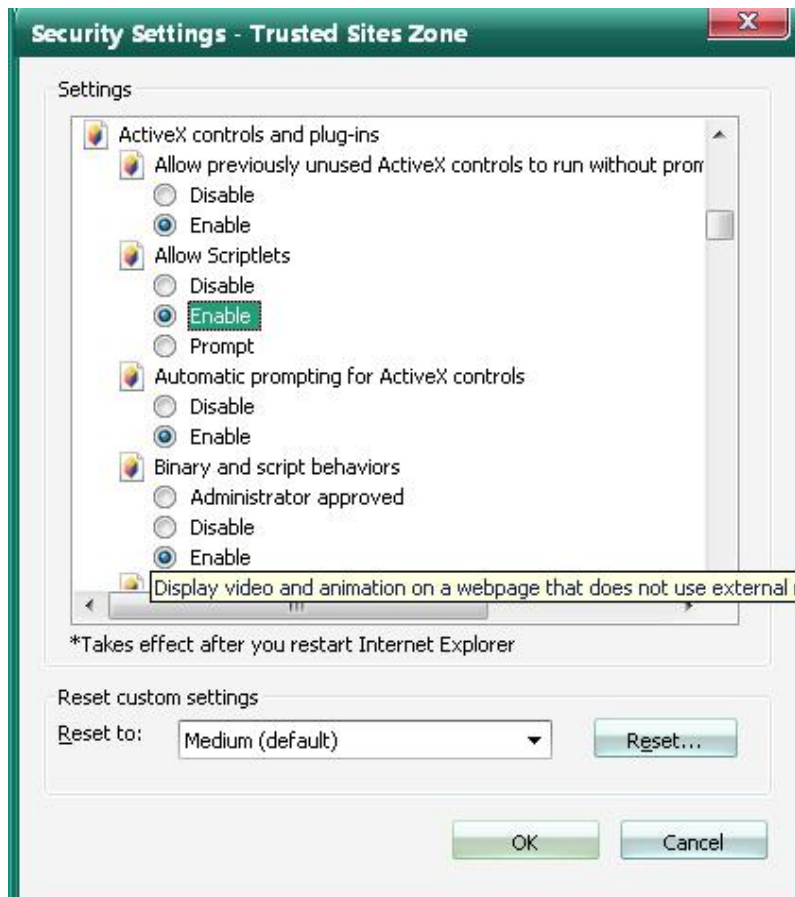 Security Settings - Trusted Sites Zone
Settings
ActiveX controls and plug-ins
Allow previously unused ActiveX controls to run without
Disable
Enable
Allow Scriptlets
Disable
Enable
Prompt
Automatic prompting for ActiveX controls
Disable
Enable
Binary and script behaviors
Administrator approved
Disable
Enable
Display video and animation on a webpage that does not use external
*Takes effect after you restart Internet Explorer
Reset custom settings
Reset to:
Medium (default)
Reset...
OK
Cancel